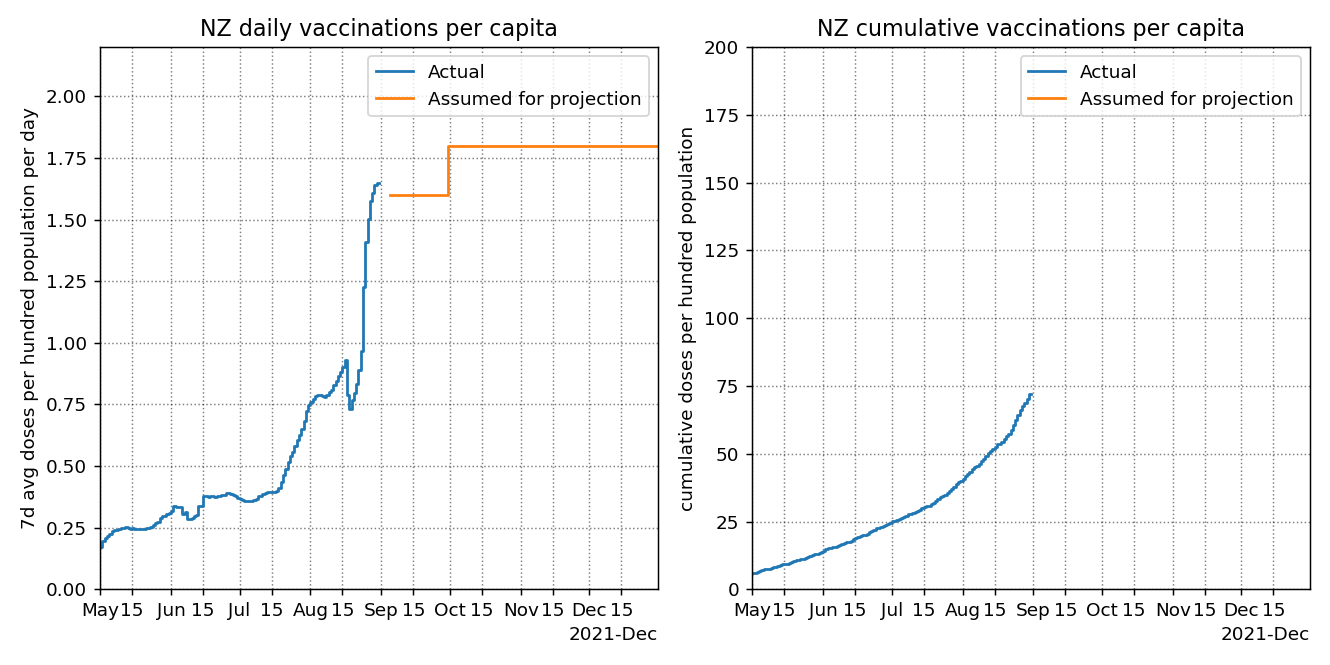 NZ daily vaccinations per capita
7d avg doses per hundred population per day
2.00
1.75
1.50
1.25
1.00
0.75
0.50
0.25
0.00
Actual
Assumed for projection
May 15 Jun 15 Jul 15 Aug 15 Sep 15 Oct 15 Nov 15 Dec 15
2021-Dec
NZ cumulative vaccinations per capita
cumulative doses per hundred population
200
175
150
125
100
75
50
25
0
Actual
Assumed for projection
May 15 Jun 15 Jul 15 Aug 15 Sep 15 Oct 15 Nov 15 Dec 15
2021-Dec